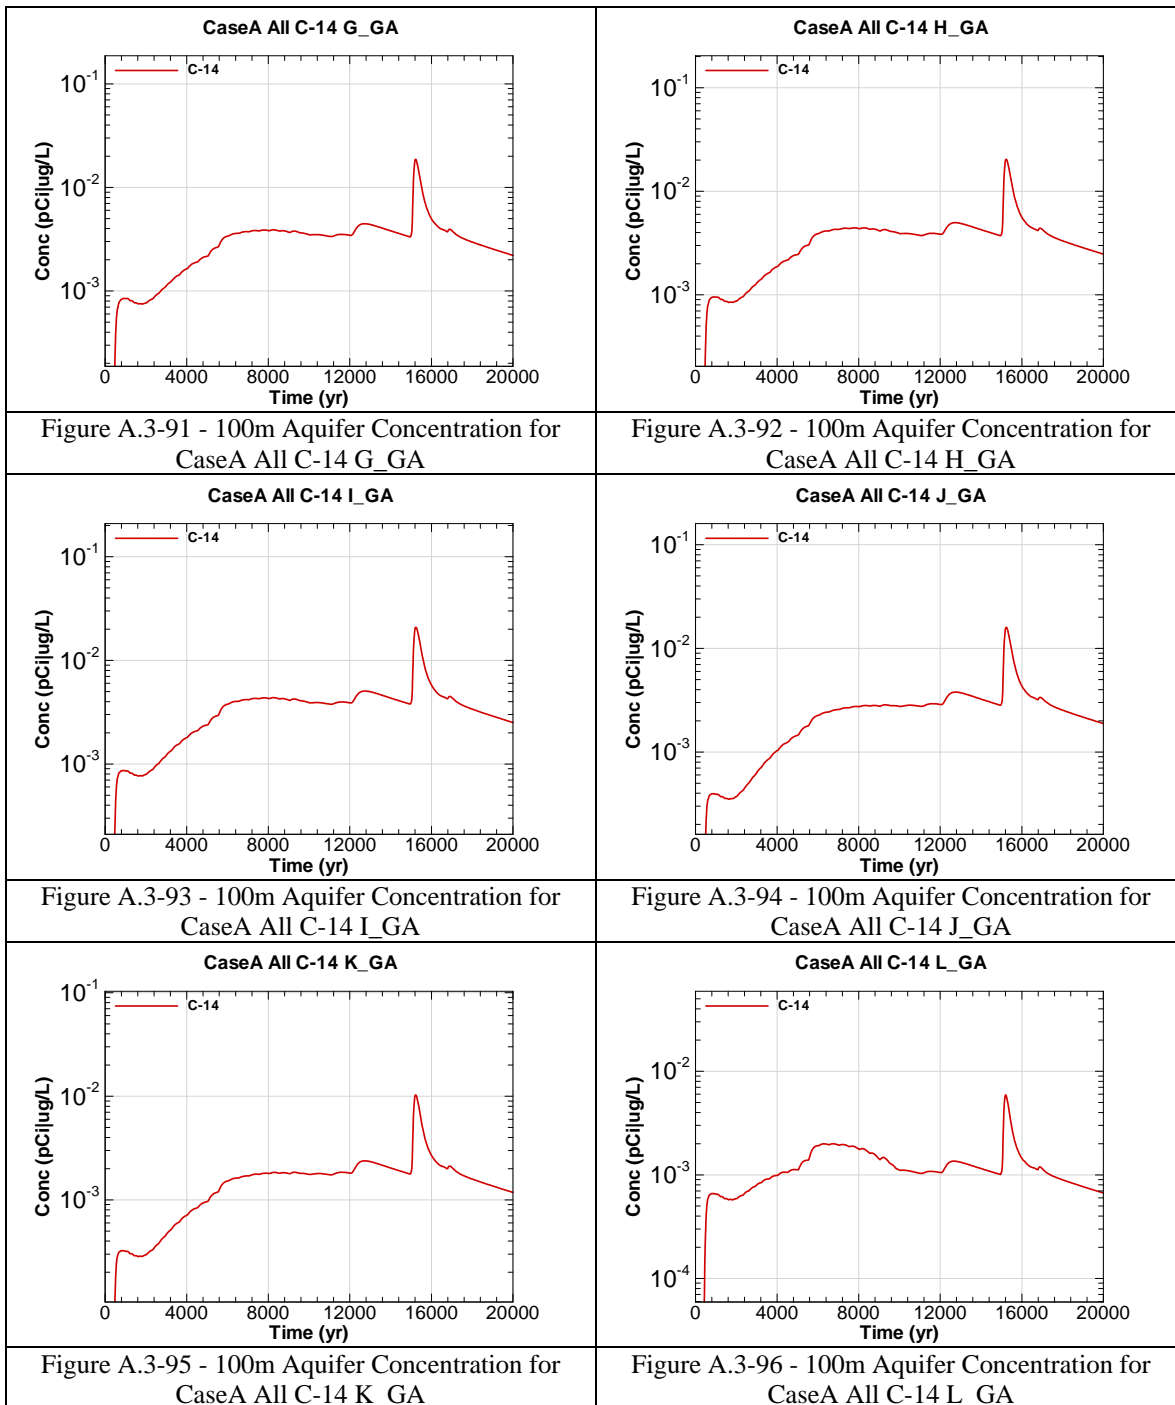 CaseA All C-14 G_GA
C-14
10-1
10-2
10-3
Conc (pCi|ug/L)
0 4000 8000 12000 16000 20000
Time (yr)
Figure A.3-91 - 100m Aquifer Concentration for
CaseA All C-14 G_GA
CaseA All C-14 H_GA
C-14
10-1
10-2
10-3
Conc (pCi|ug/L)
0 4000 8000 12000 16000 20000
Time (yr)
Figure A.3-92 - 100m Aquifer Concentration for
CaseA All C-14 H_GA
CaseA All C-14 I_GA
C-14
10-1
10-2
10-3
Conc (pCi|ug/L)
0 4000 8000 12000 16000 20000
Time (yr)
Figure A.3-93 - 100m Aquifer Concentration for
CaseA All C-14 I_GA
CaseA All C-14 J_GA
C-14
10-1
10-2
10-3
Conc (pCi|ug/L)
0 4000 8000 12000 16000 20000
Time (yr)
Figure A.3-94 - 100m Aquifer Concentration for
CaseA All C-14 J_GA
CaseA All C-14 K_GA
C-14
10-1
10-2
10-3
Conc (pCi|ug/L)
0 4000 8000 12000 16000 20000
Time (yr)
Figure A.3-95 - 100m Aquifer Concentration for
CaseA All C-14 K_GA
CaseA All C-14 L_GA
C-14
10-2
10-3
10-4
Conc (pCi|ug/L)
0 4000 8000 12000 16000 20000
Time (yr)
Figure A.3-96 - 100m Aquifer Concentration for
CaseA All C-14 L_GA